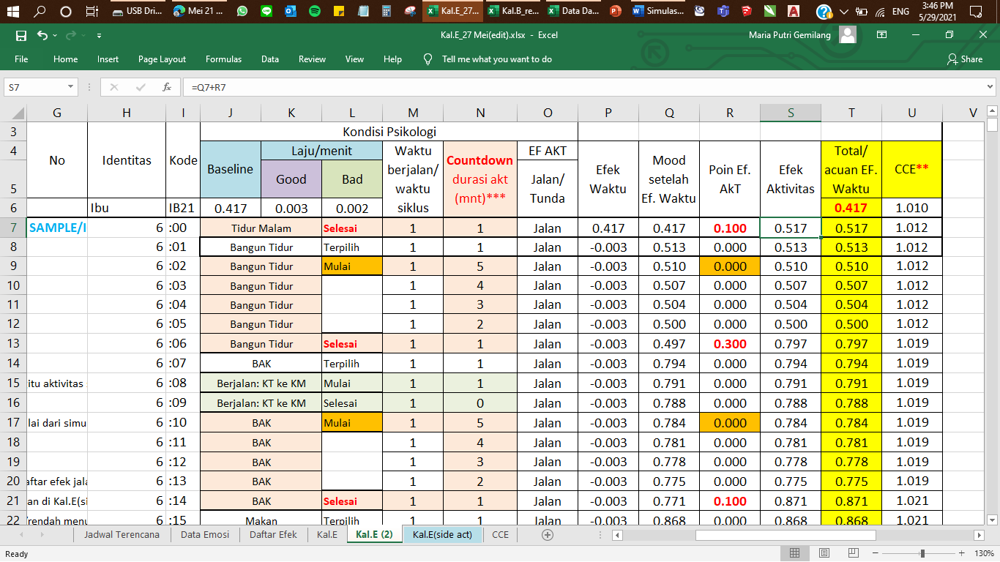 USB Dri...
Mei 21 ...
Kal.E_27...
Kal.B_re...
Data Da...
Simulas...
ENG
3:46 PM
5/29/2021
Kal.E_27 Mei(edit).xlsx - Excel
Maria Putri Gemilang
File Home Insert Page Layout Formulas Data Review View Help Tell me what you want to do Share
S7 fx =Q7+R7
G H I J K L M N O P Q R S T U V
3 Kondisi Psikologi
4 No Identitas Kode Baseline Laju/menit Waktu berjalan/ waktu siklus Countdown durasi akt (mnt)*** EF AKT Efek Waktu Mood setelah Ef. Waktu Poin Ef. AkT Efek Aktivitas Total/ acuan EF. Waktu CCE**
5 Good Bad Jalan/ Tunda
6 Ibu IB21 0.417 0.003 0.002 0.417 1.010
7 SAMPLE/I 6 :00 Tidur Malam Selesai 1 1 Jalan 0.417 0.417 0.100 0.517 0.517 1.012
8 6 :01 Bangun Tidur Terpilih 1 1 Jalan -0.003 0.513 0.000 0.513 0.513 1.012
9 6 :02 Bangun Tidur Mulai 1 5 Jalan -0.003 0.510 0.000 0.510 0.510 1.012
10 6 :03 Bangun Tidur 1 4 Jalan -0.003 0.507 0.000 0.507 0.507 1.012
11 6 :04 Bangun Tidur 1 3 Jalan -0.003 0.504 0.000 0.504 0.504 1.012
12 6 :05 Bangun Tidur 1 2 Jalan -0.003 0.500 0.000 0.500 0.500 1.012
13 6 :06 Bangun Tidur Selesai 1 1 Jalan -0.003 0.497 0.300 0.797 0.797 1.019
14 6 :07 BAK Terpilih 1 1 Jalan -0.003 0.794 0.000 0.794 0.794 1.019
15 itu aktivitas 6 :08 Berjalan: KT ke KM Mulai 1 1 Jalan -0.003 0.791 0.000 0.791 0.791 1.019
16 6 :09 Berjalan: KT ke KM Selesai 1 0 Jalan -0.003 0.788 0.000 0.788 0.788 1.019
17 lai dari simu 6 :10 BAK Mulai 1 5 Jalan -0.003 0.784 0.000 0.784 0.784 1.019
18 6 :11 BAK 1 4 Jalan -0.003 0.781 0.000 0.781 0.781 1.019
19 6 :12 BAK 1 3 Jalan -0.003 0.778 0.000 0.778 0.778 1.019
20 aftar efek jala 6 :13 BAK 1 2 Jalan -0.003 0.775 0.000 0.775 0.775 1.019
21 an di Kal.E(si 6 :14 BAK Selesai 1 1 Jalan -0.003 0.771 0.100 0.871 0.871 1.021
22 rendah menu 6 :15 Makan Terpilih 1 1 Jalan -0.003 0.868 0.000 0.868 0.868 1.021
Jadwal Terencana Data Emosi Daftar Efek Kal.E Kal.E (2) Kal.E(side act) CCE
Ready 130%